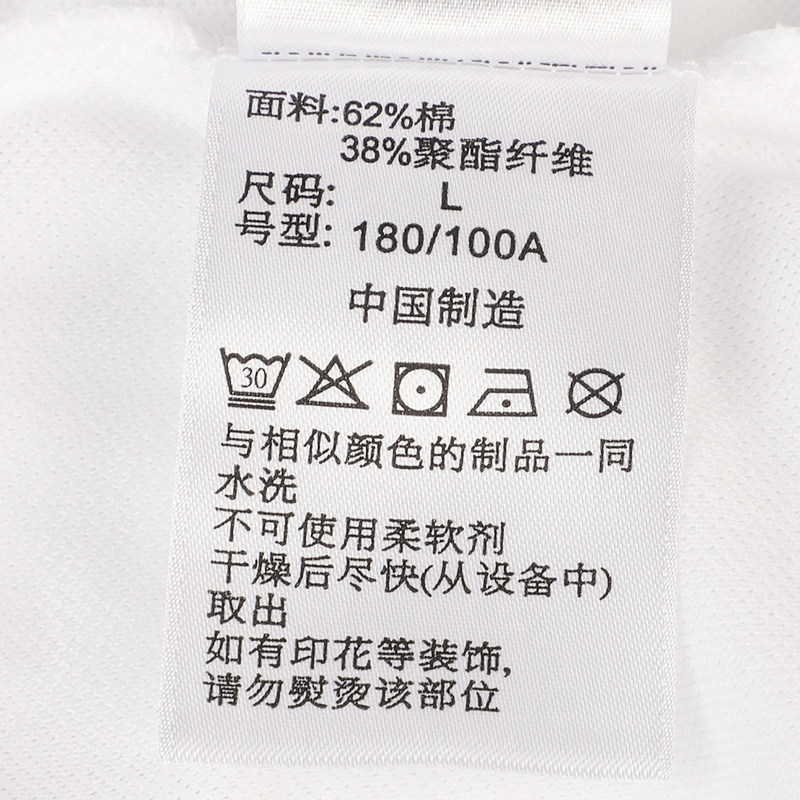 面料:62%棉
38%聚酯纤维
尺码: L
号型: 180/100A
中国制造
30
与相似颜色的制品一同
水洗
不可使用柔软剂
干燥后尽快(从设备中)
取出
如有印花等装饰,
请勿熨烫该部位